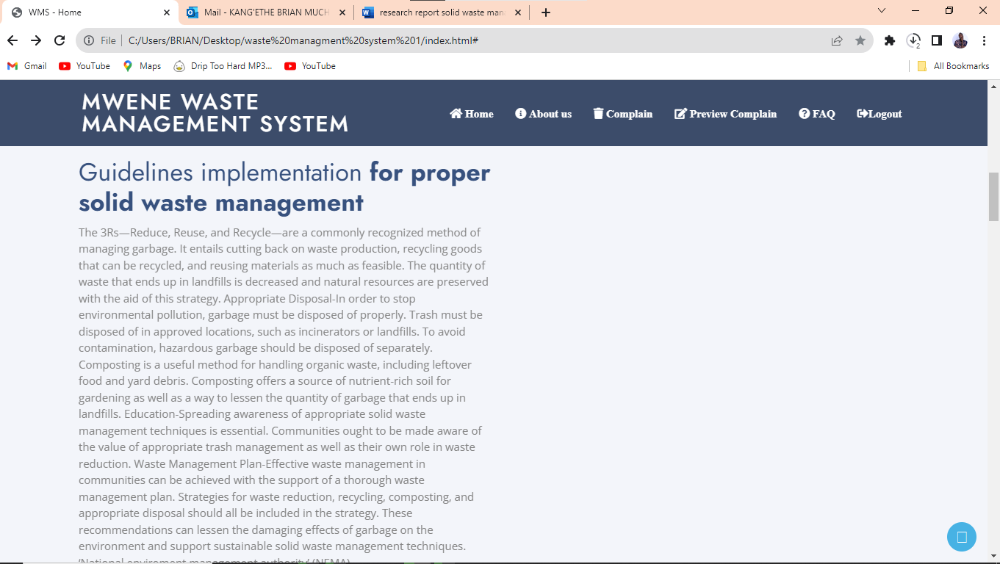 WMS - Home
Mail - KANG'ETHE BRIAN MUCH
research report solid waste man
File
C:/Users/BRIAN/Desktop/waste%20managment%20system%201/index.html#
2
Gmail
YouTube
Maps
Drip Too Hard MP3...
YouTube
All Bookmarks
MWENE WASTE
MANAGEMENT SYSTEM
Home
About us
Complain
Preview Complain
FAQ
Logout
Guidelines implementation for proper
solid waste management
The 3Rs—Reduce, Reuse, and Recycle—are a commonly recognized method of
managing garbage. It entails cutting back on waste production, recycling goods
that can be recycled, and reusing materials as much as feasible. The quantity of
waste that ends up in landfills is decreased and natural resources are preserved
with the aid of this strategy. Appropriate Disposal-In order to stop
environmental pollution, garbage must be disposed of properly. Trash must be
disposed of in approved locations, such as incinerators or landfills. To avoid
contamination, hazardous garbage should be disposed of separately.
Composting is a useful method for handling organic waste, including leftover
food and yard debris. Composting offers a source of nutrient-rich soil for
gardening as well as a way to lessen the quantity of garbage that ends up in
landfills. Education-Spreading awareness of appropriate solid waste
management techniques is essential. Communities ought to be made aware of
the value of appropriate trash management as well as their own role in waste
reduction. Waste Management Plan-Effective waste management in
communities can be achieved with the support of a thorough waste
management plan. Strategies for waste reduction, recycling, composting, and
appropriate disposal should all be included in the strategy. These
recommendations can lessen the damaging effects of garbage on the
environment and support sustainable solid waste management techniques.
'National enviroment management authority' (NEMA)